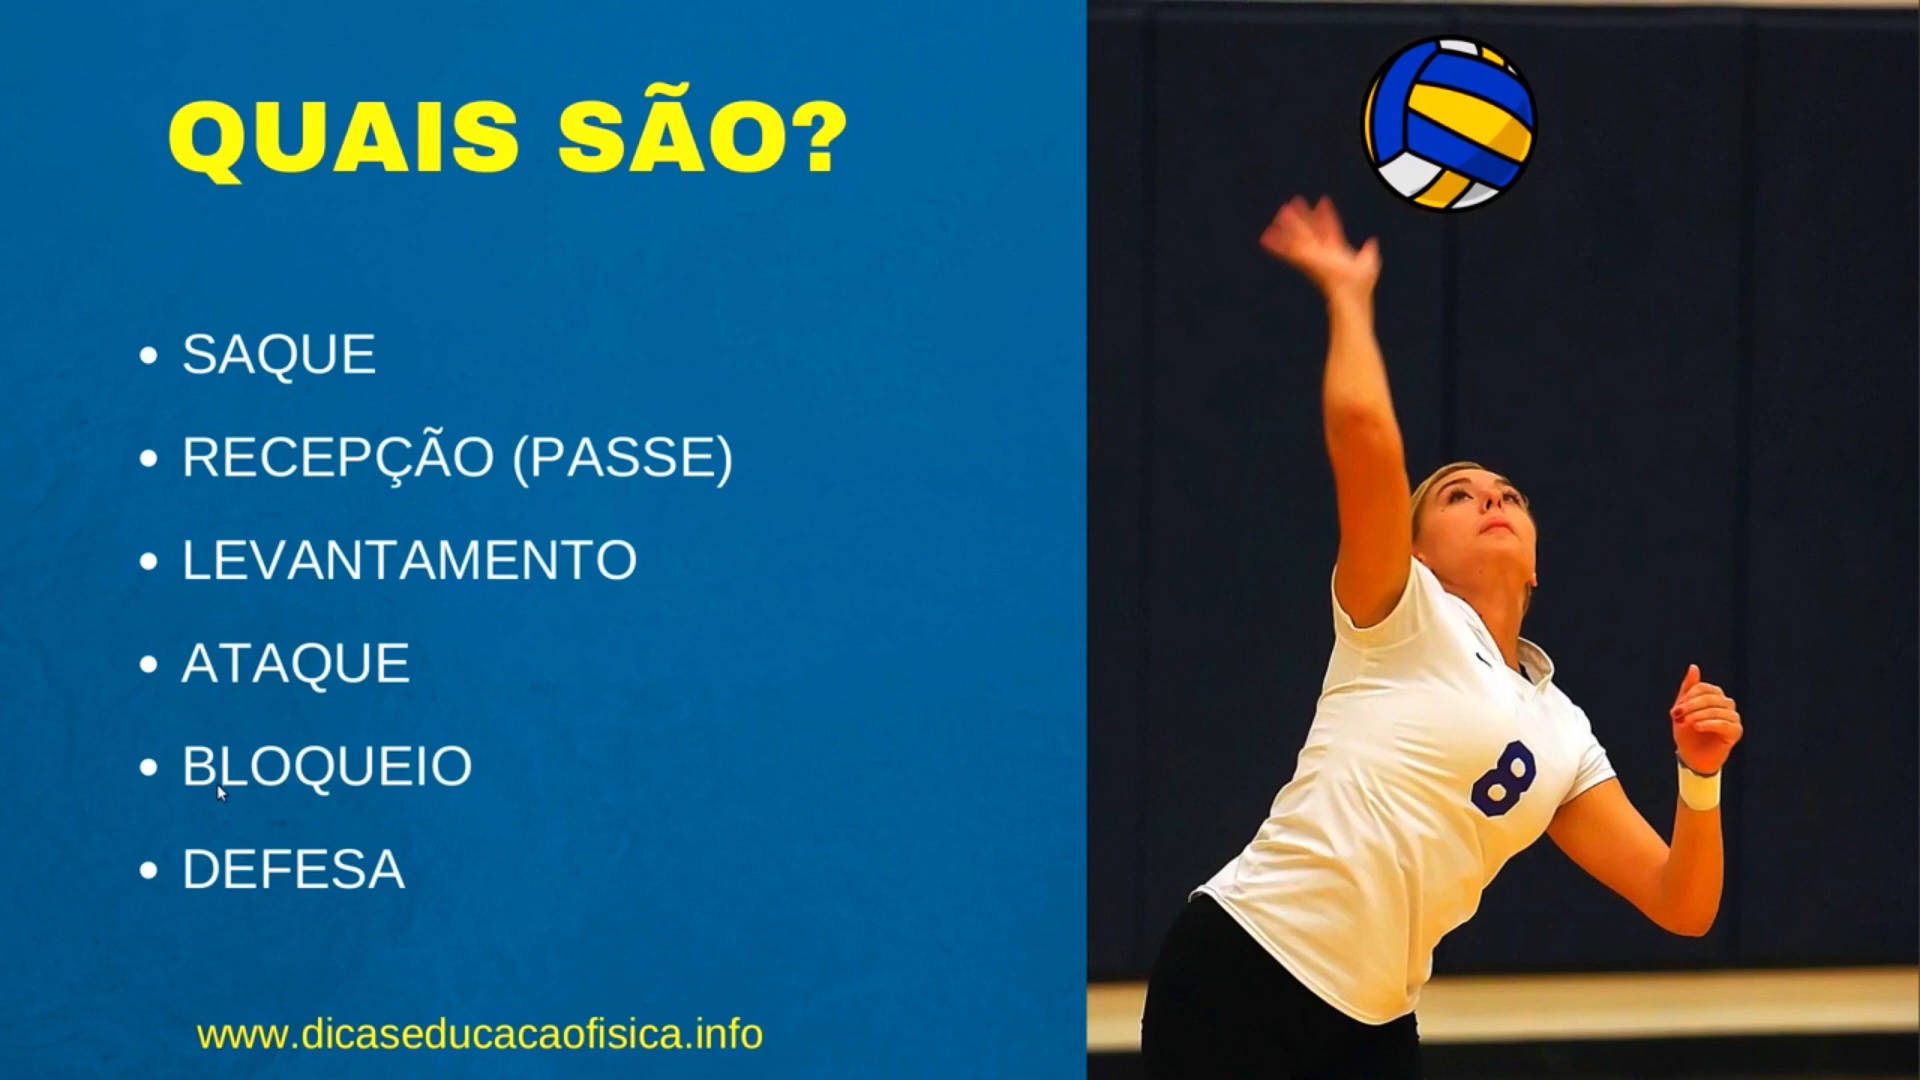 QUAIS SÃO?
• SAQUE
• RECEPÇÃO (PASSE)
• LEVANTAMENTO
• ATAQUE
• BLOQUEIO
• DEFESA
www.dicaseducacaofisica.info
8